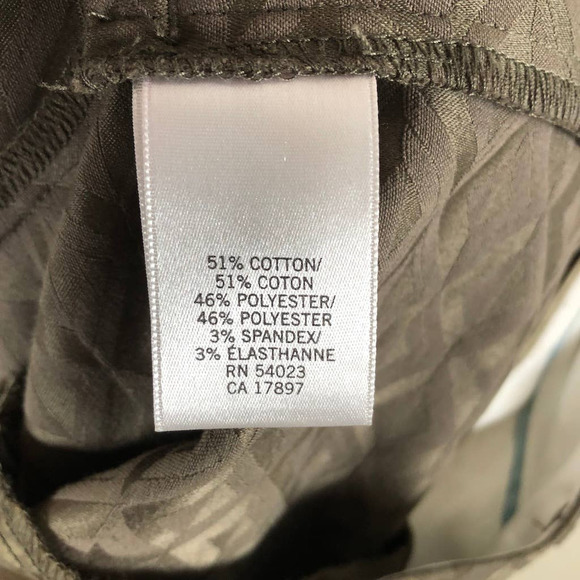 51% COTTON/
51% COTON
46% POLYESTER/
46% POLYESTER
3% SPANDEX/
3% ÉLASTHANNE
RN 54023
CA 17897